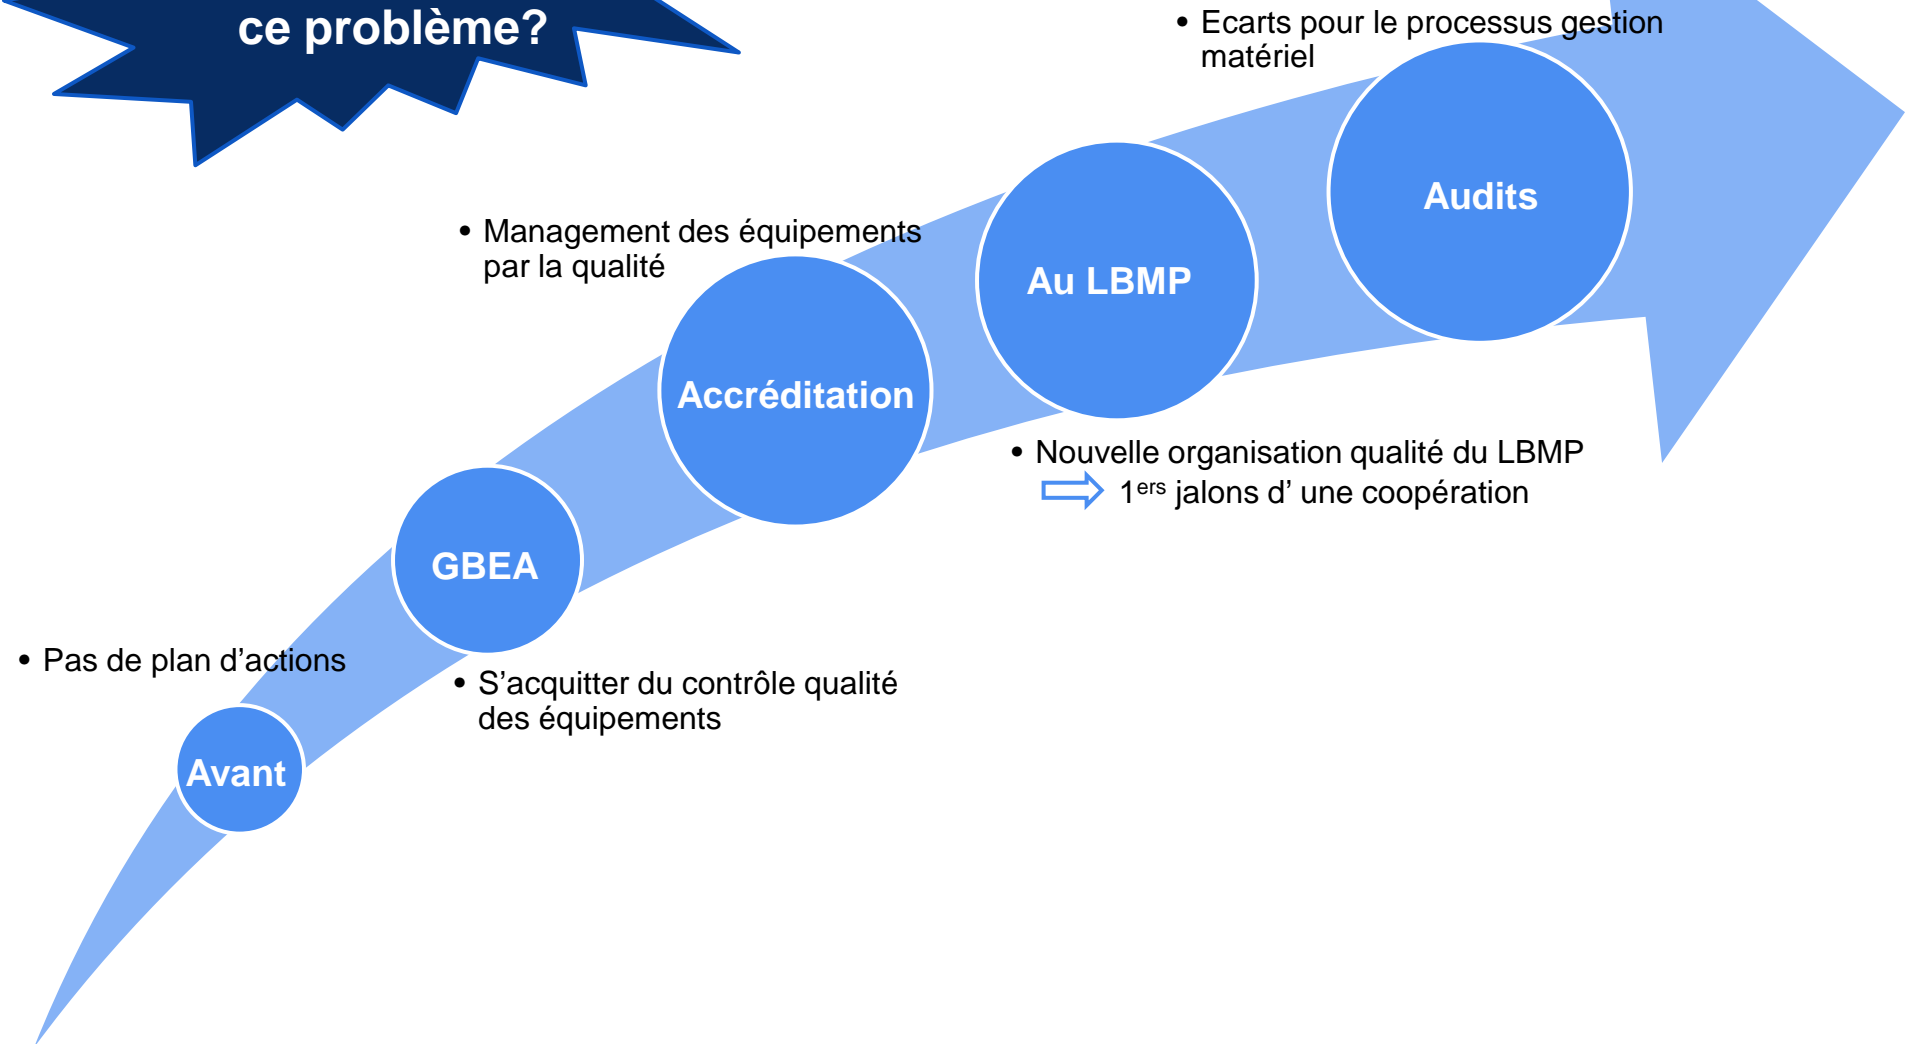 ce problème?
• Ecarts pour le processus gestion
matériel
Audits
• Management des équipements
par la qualité
Au LBMP
Accréditation
• Nouvelle organisation qualité du LBMP
1ers jalons d’ une coopération
GBEA
• Pas de plan d’actions
• S’acquitter du contrôle qualité
des équipements
Avant